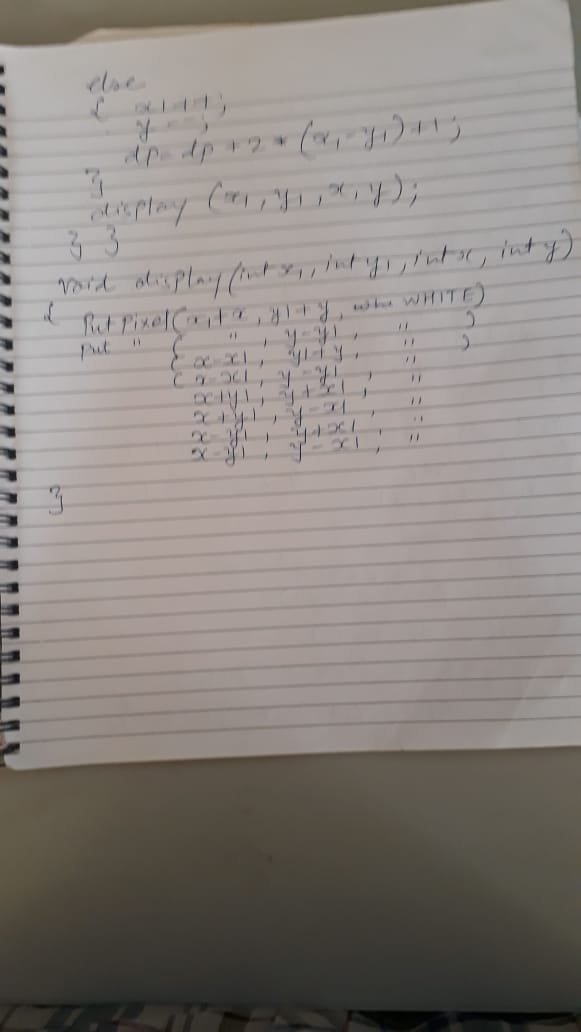 else
{ x1++;
y--;
dp=dp+2*(x1-y1)+1;
}
display (x1, y1, x, y);
} }
void display(int x1, int y1, int x, int y)
{ Putpixel(x1+x, y1+y, WHITE)
put " ( " , y-y1, " )
( x-x1, y1+y, " )
( x-x1, y-y1, "
x+y1, y+x1, "
x+y1, y-x1, "
x-y1, y+x1, "
x-y1, y-x1, "
}